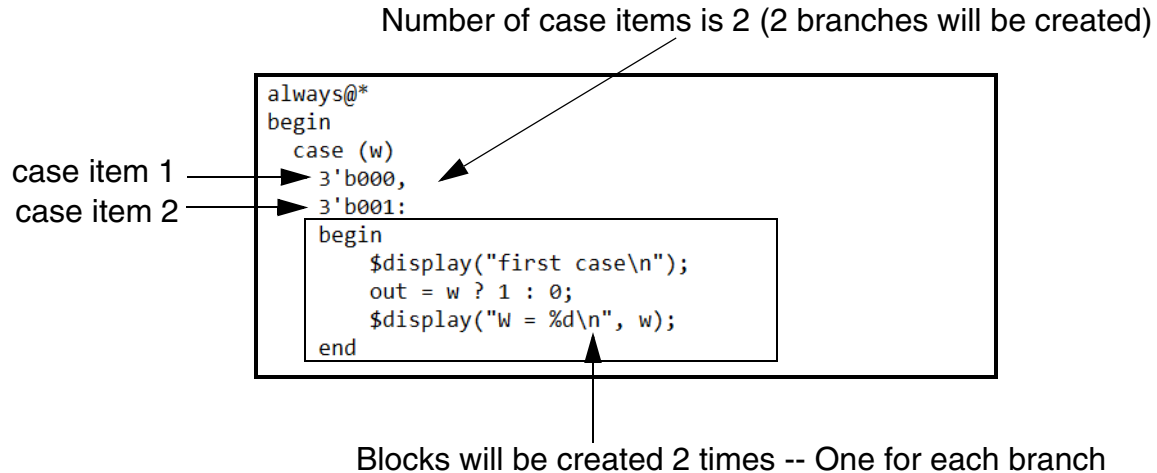 Number of case items is 2 (2 branches will be created)
always@*
begin
case (w)
case item 1
3'b000,
case item 2
3'b001:
begin
$display("first case\n");
out = w ? 1 : 0;
$display("W = %d\n", w);
end
Blocks will be created 2 times -- One for each branch